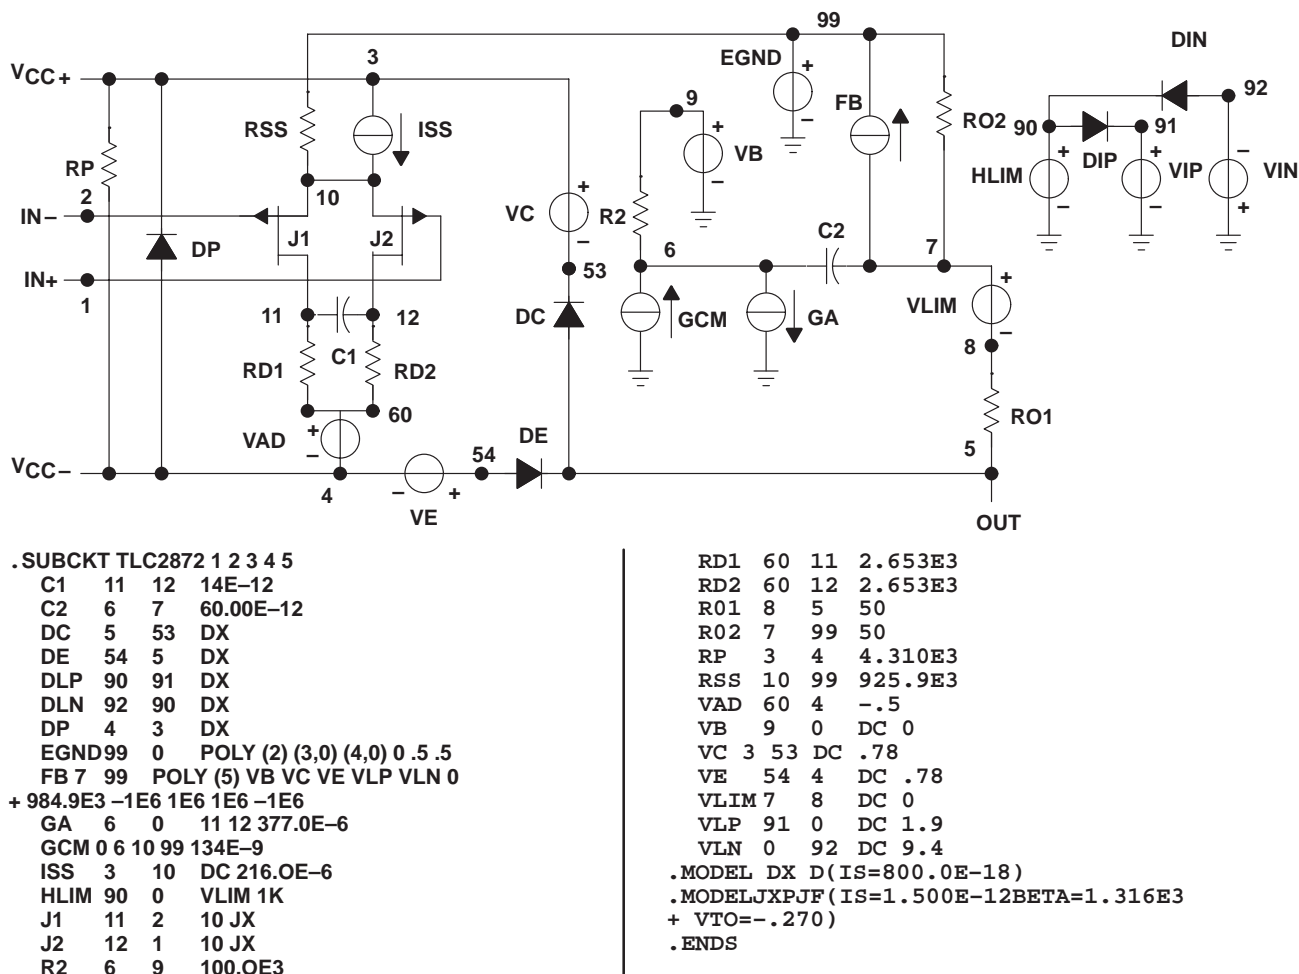 99
DIN
3
VCC+
EGND
+
−
92
9
FB
RSS
ISS
+
VB
−
RO2
90
91
DIP
RP
2
10
VC
+
−
R2
HLIM
+
−
+
−
VIP
−
+
VIN
IN−
J1
J2
C2
DP
6
7
IN+
1
53
+
VLIM
−
11
12
DC
GCM
GA
8
C1
RD1
RD2
60
RO1
VAD
+
−
DE
54
5
VCC−
4
−
+
VE
OUT
.SUBCKT TLC2872 1 2 3 4 5
C1 11 12 14E−12
C2 6 7 60.00E−12
DC 5 53 DX
DE 54 5 DX
DLP 90 91 DX
DLN 92 90 DX
DP 4 3 DX
EGND99 0 POLY (2) (3,0) (4,0) 0 .5 .5
FB 7 99 POLY (5) VB VC VE VLP VLN 0
+ 984.9E3 −1E6 1E6 1E6 −1E6
GA 6 0 11 12 377.0E−6
GCM 0 6 10 99 134E−9
ISS 3 10 DC 216.OE−6
HLIM 90 0 VLIM 1K
J1 11 2 10 JX
J2 12 1 10 JX
R2 6 9 100.OE3
RD1 60 11 2.653E3
RD2 60 12 2.653E3
R01 8 5 50
R02 7 99 50
RP 3 4 4.310E3
RSS 10 99 925.9E3
VAD 60 4 −.5
VB 9 0 DC 0
VC 3 53 DC .78
VE 54 4 DC .78
VLIM7 8 DC 0
VLP 91 0 DC 1.9
VLN 0 92 DC 9.4
.MODEL DX D(IS=800.0E−18)
.MODELJXPJF(IS=1.500E−12BETA=1.316E3
+ VTO=−.270)
.ENDS